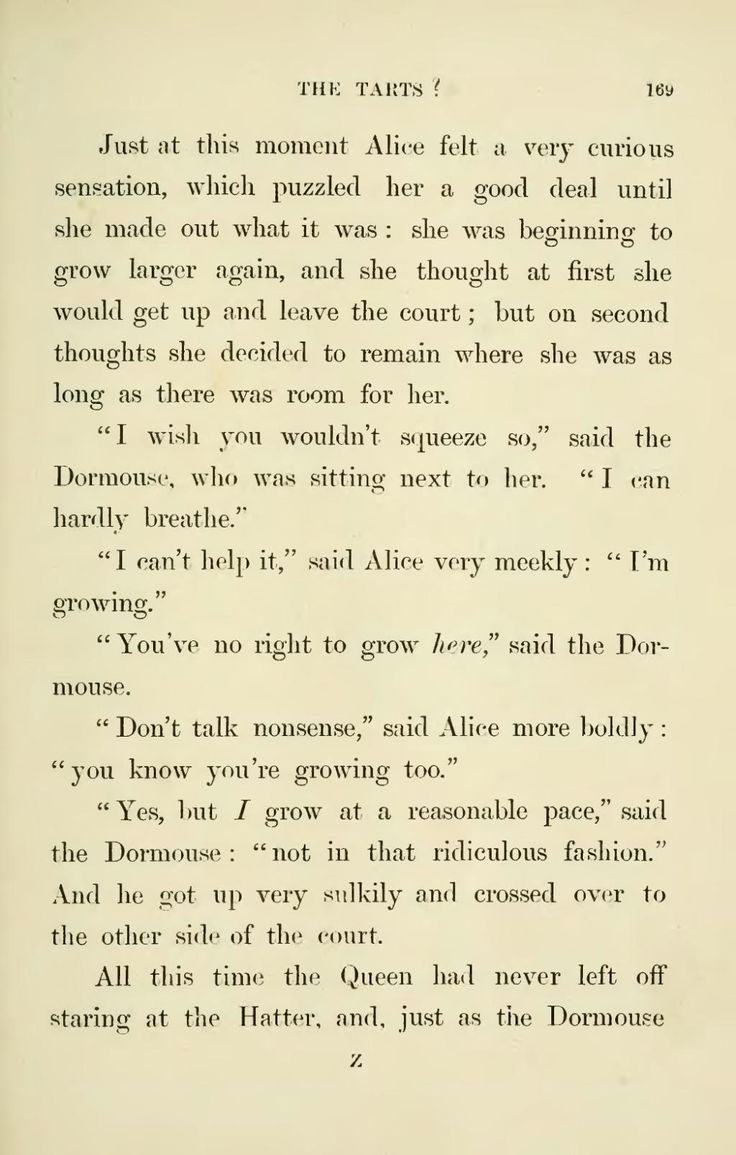 THE TARTS ? 169
Just at this moment Alice felt a very curious
sensation, which puzzled her a good deal until
she made out what it was : she was beginning to
grow larger again, and she thought at first she
would get up and leave the court ; but on second
thoughts she decided to remain where she was as
long as there was room for her.
“ I wish you wouldn’t squeeze so,” said the
Dormouse, who was sitting next to her. “ I can
hardly breathe.”
“ I can’t help it,” said Alice very meekly : “ I’m
growing.”
“ You’ve no right to grow here,” said the Dor-
mouse.
“ Don’t talk nonsense,” said Alice more boldly :
“ you know you’re growing too.”
“ Yes, but I grow at a reasonable pace,” said
the Dormouse : “ not in that ridiculous fashion.”
And he got up very sulkily and crossed over to
the other side of the court.
All this time the Queen had never left off
staring at the Hatter, and, just as the Dormouse
Z